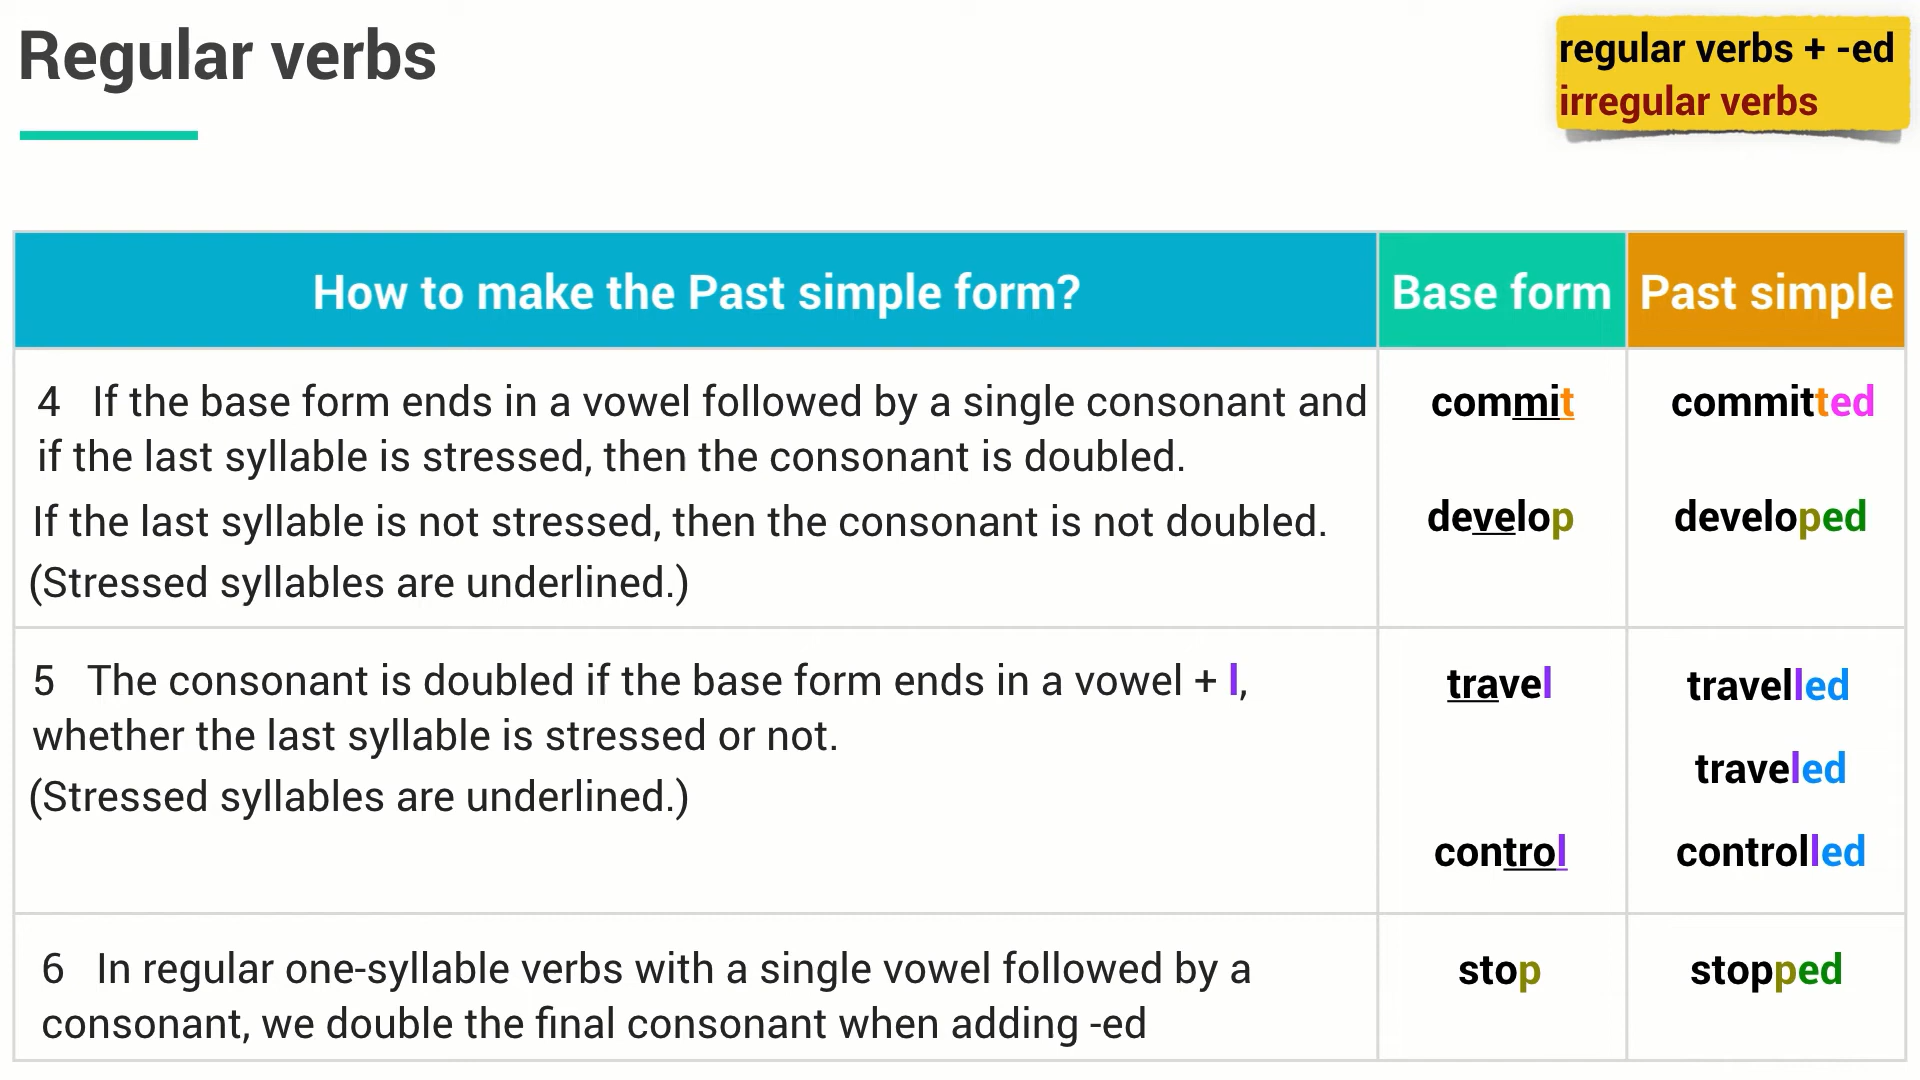 Regular verbs
regular verbs + -ed
irregular verbs
How to make the Past simple form?
Base form
Past simple
4 If the base form ends in a vowel followed by a single consonant and
if the last syllable is stressed, then the consonant is doubled.
If the last syllable is not stressed, then the consonant is not doubled.
(Stressed syllables are underlined.)
commit
committed
develop
developed
5 The consonant is doubled if the base form ends in a vowel + l,
whether the last syllable is stressed or not.
(Stressed syllables are underlined.)
travel
travelled
traveled
control
controlled
6 In regular one-syllable verbs with a single vowel followed by a
consonant, we double the final consonant when adding -ed
stop
stopped